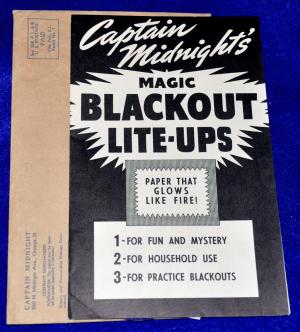 Captain
Midnight's
MAGIC
BLACKOUT
LITE-UPS
PAPER THAT
GLOWS
LIKE FIRE!
1-FOR FUN AND MYSTERY
2-FOR HOUSEHOLD USE
3-FOR PRACTICE BLACKOUTS
PAID
CAPTAIN MIDNIGHT